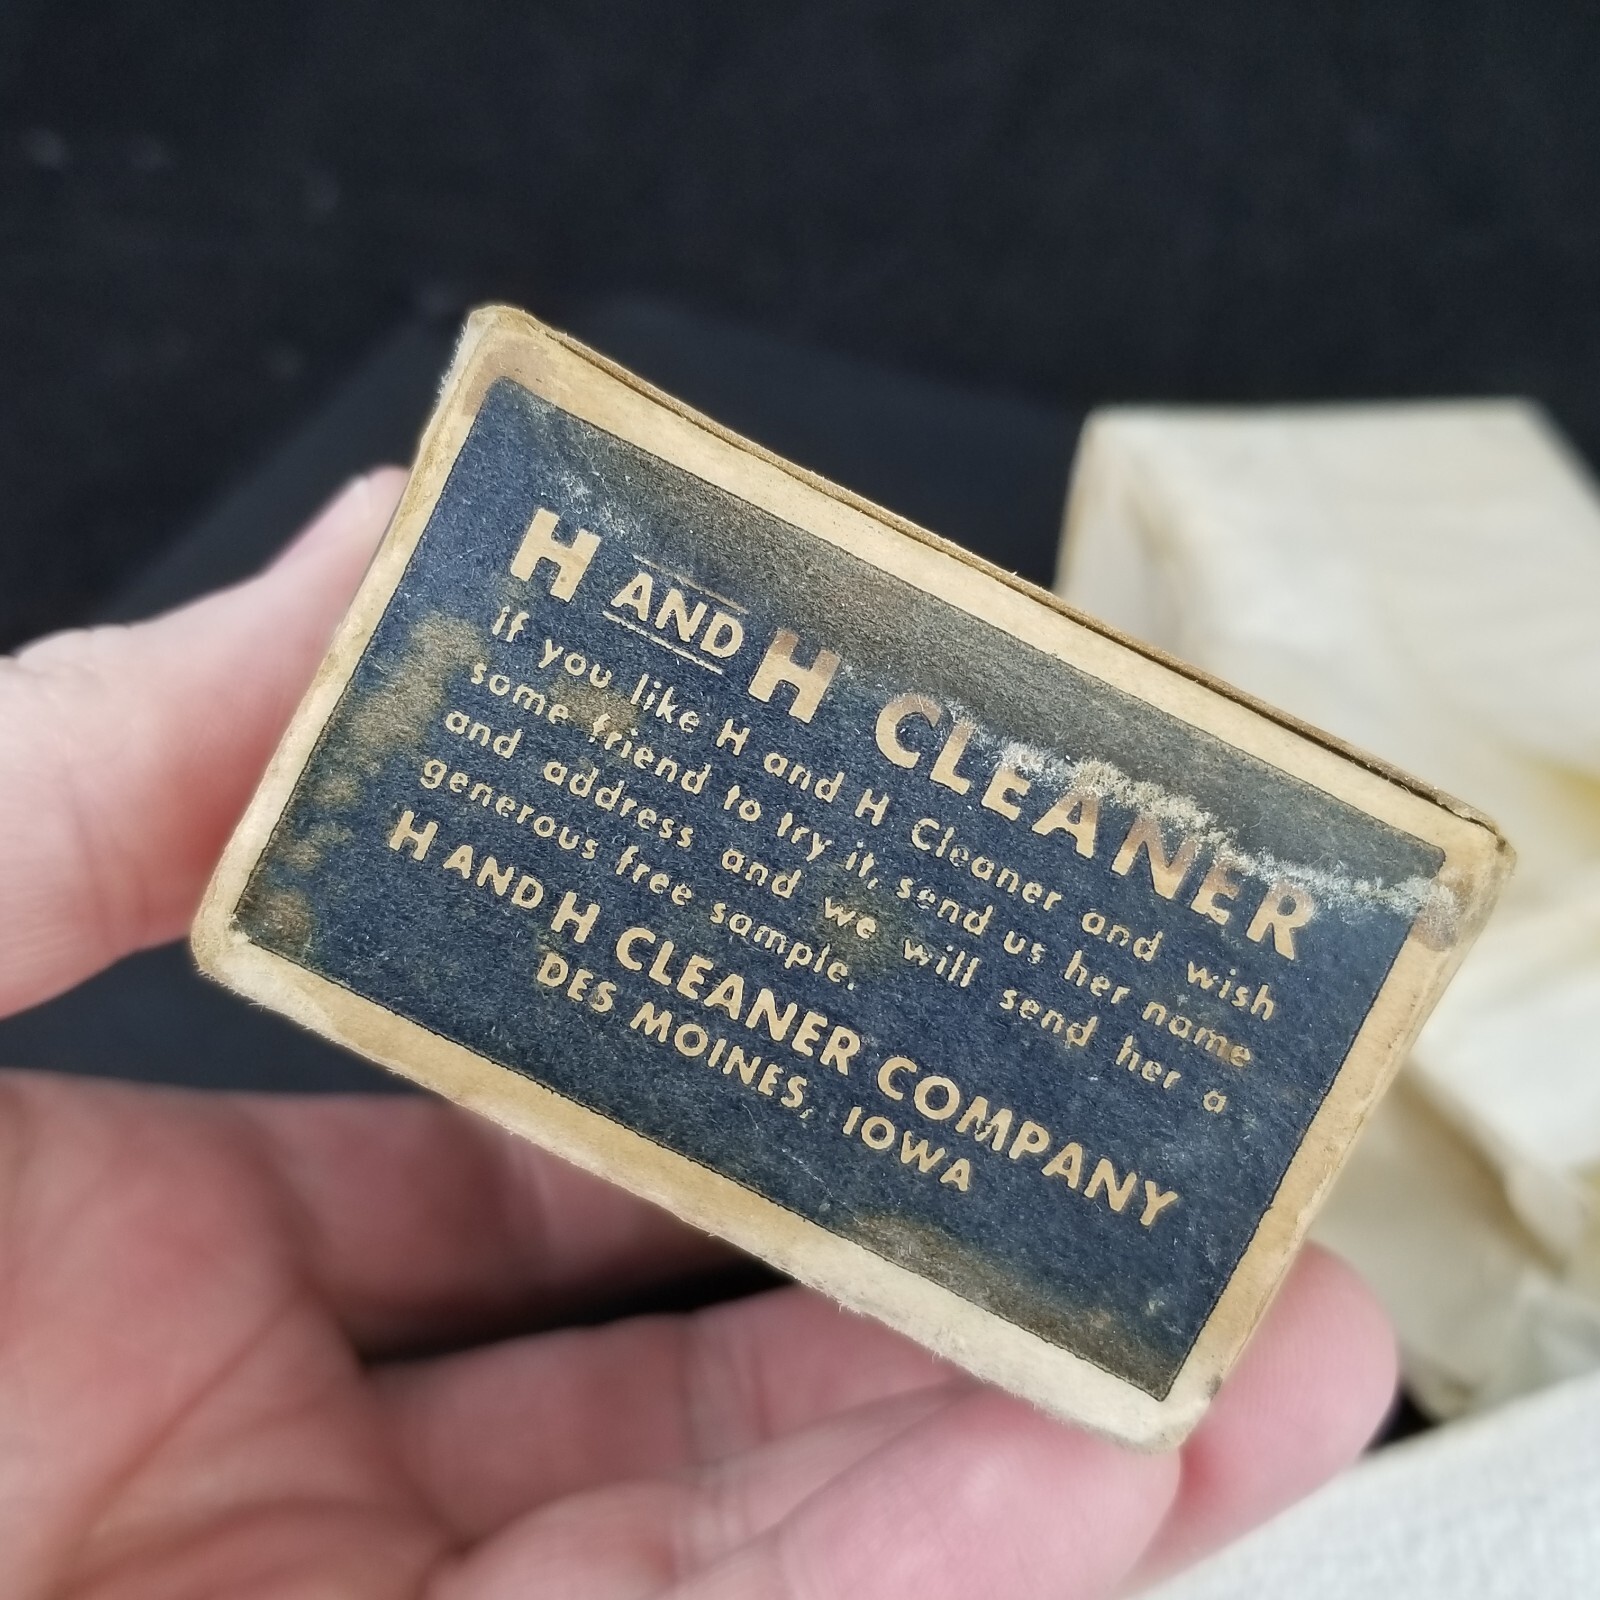 H AND H CLEANER
If you like H and H Cleaner and wish
some friend to try it, send us her name
and address and we will send her a
generous free sample.
H AND H CLEANER COMPANY
DES MOINES, IOWA